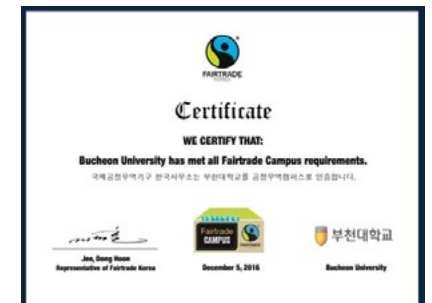 FAIRTRADE
KOREA
Certificate
WE CERTIFY THAT:
Bucheon University has met all Fairtrade Campus requirements.
국제공정무역기구 한국사무소는 부천대학교를 공정무역캠퍼스로 인증합니다.
Fairtrade
CAMPUS
부천대학교
Jee, Dong Hoon
Representative of Fairtrade Korea
December 5, 2016
Bucheon University